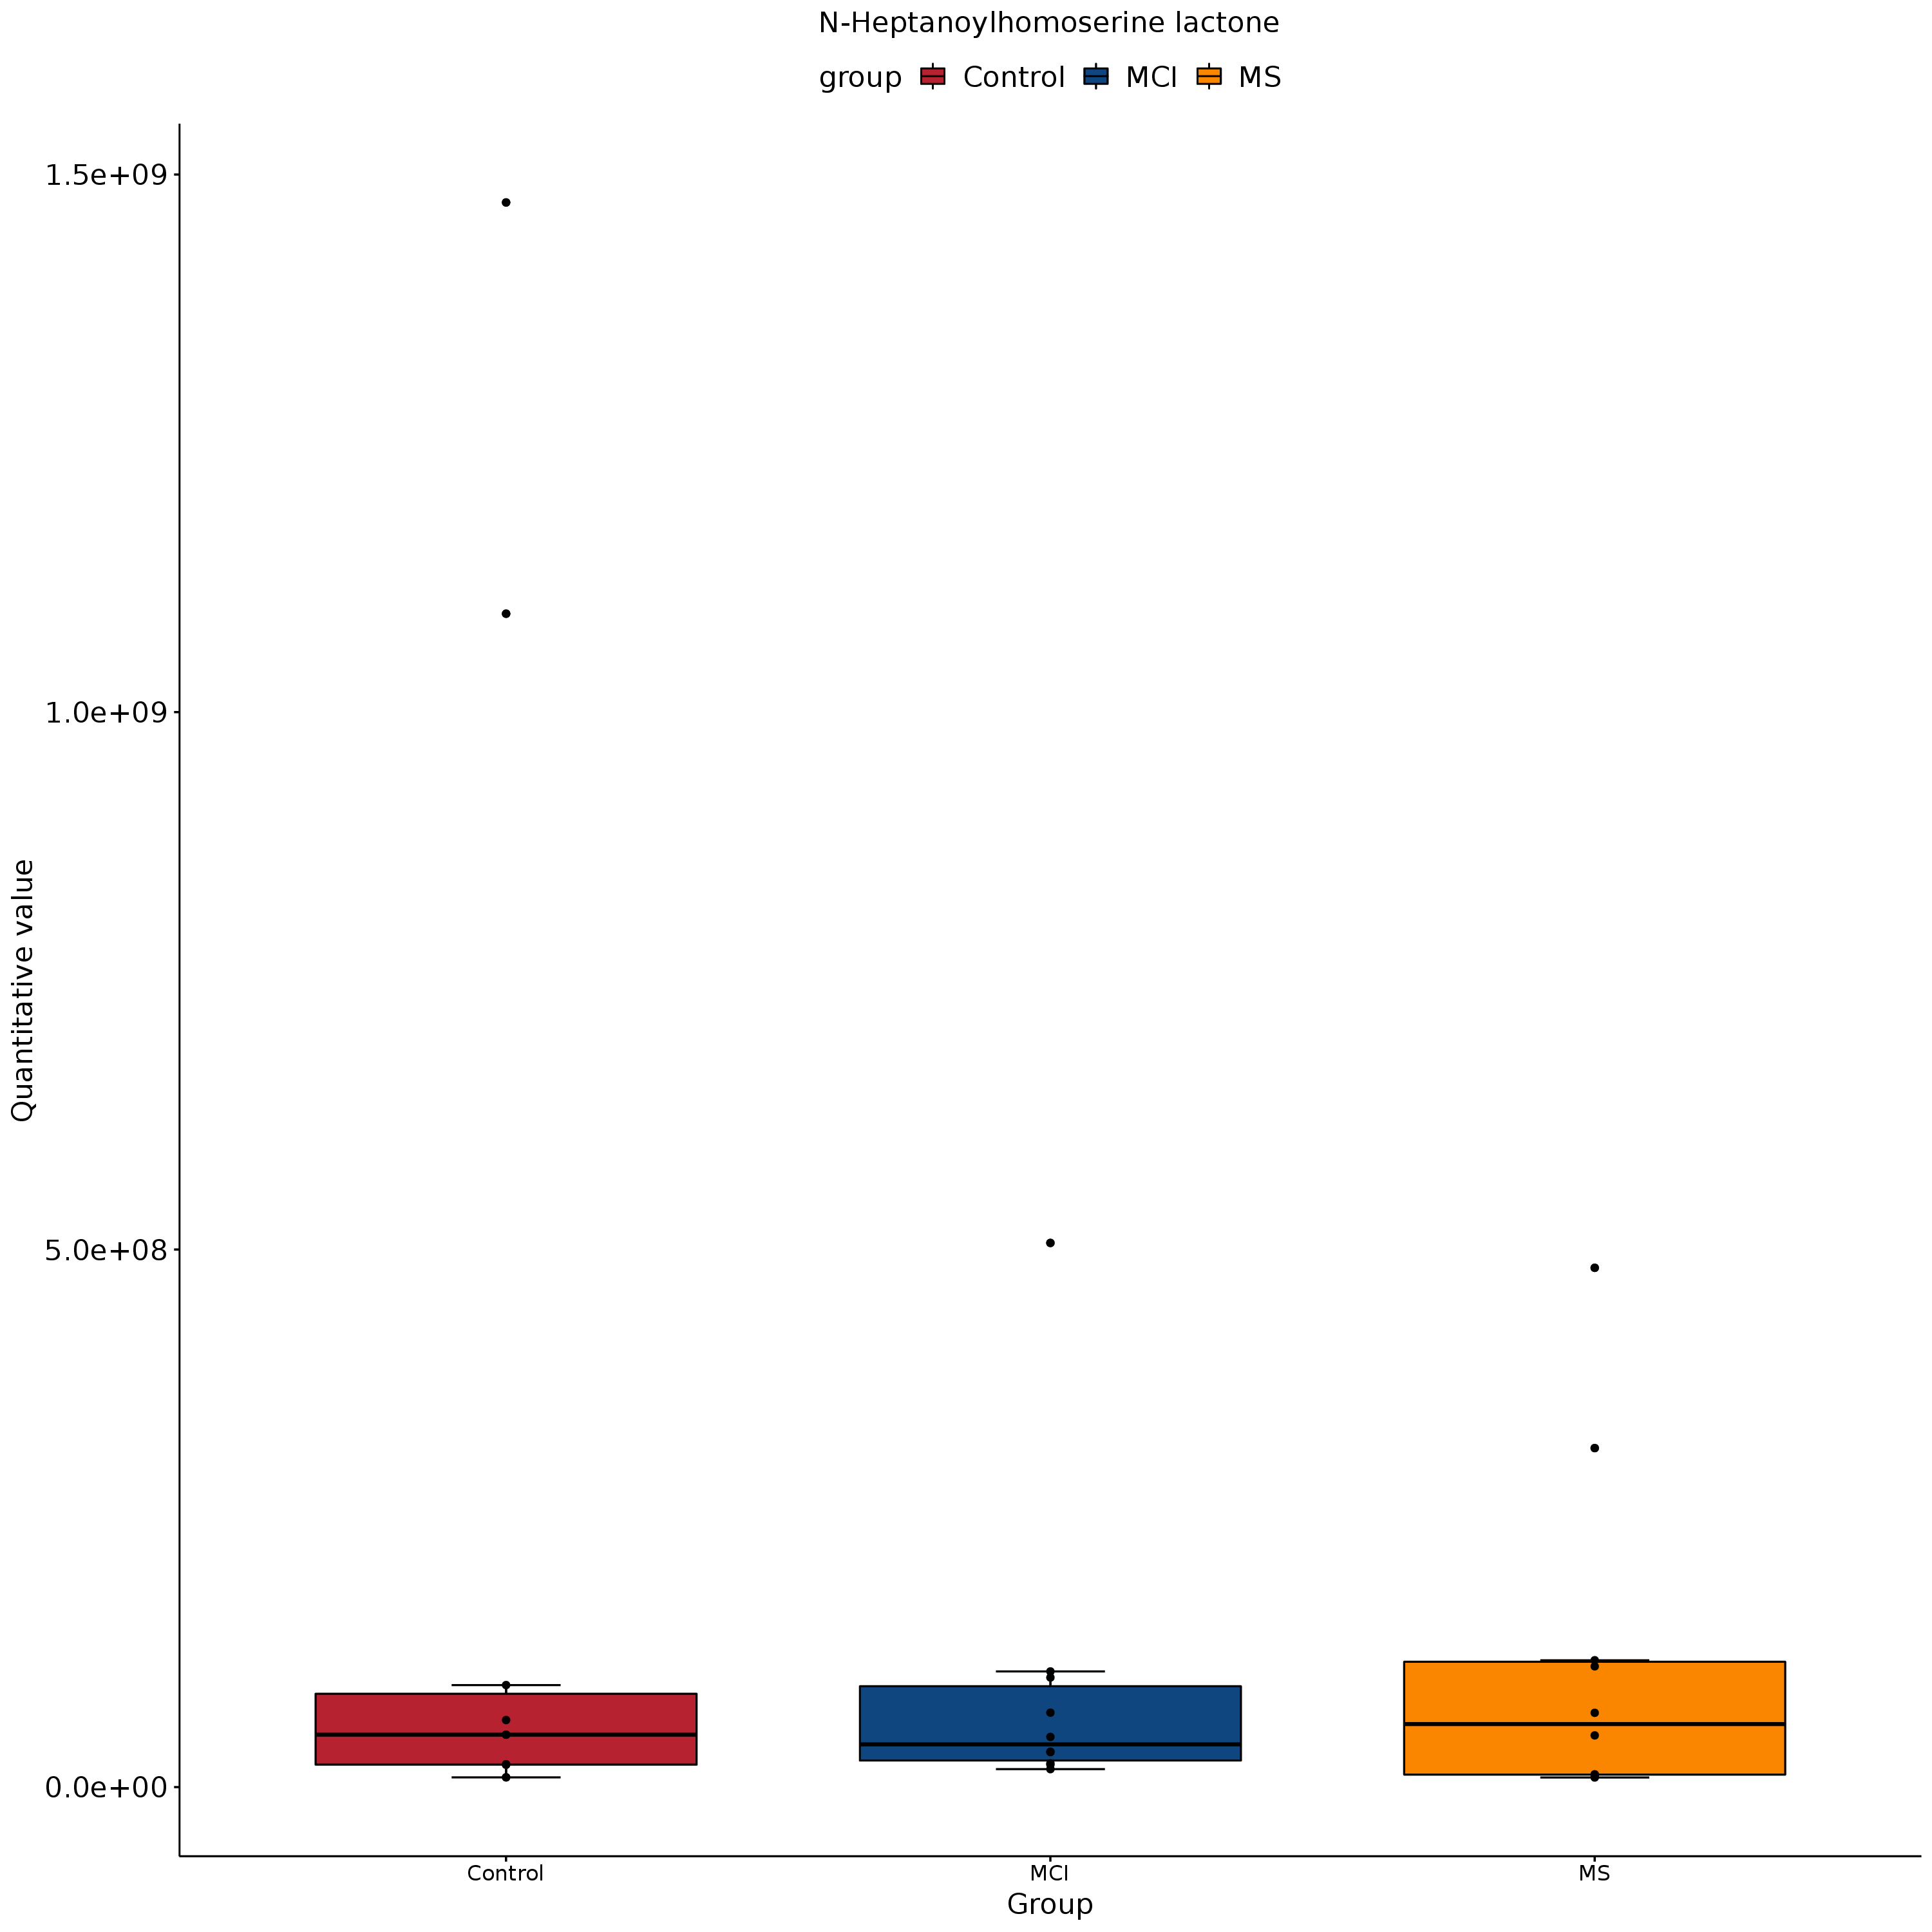 N-Heptanoylhomoserine lactone
group Control MCI MS
1.5e+09
1.0e+09
5.0e+08
0.0e+00
Quantitative value
Control MCI MS
Group